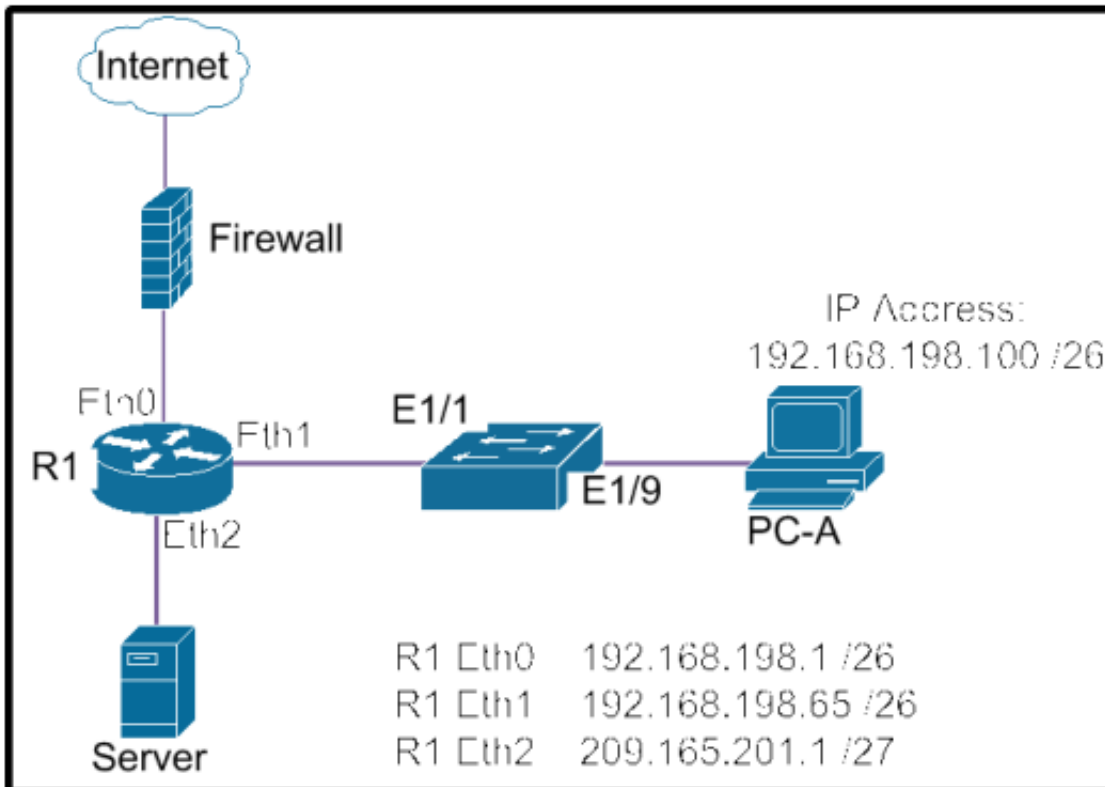 Internet
Firewall
IP Address:
192.168.198.100 /26
Eth0
E1/1
Eth1
R1
E1/9
Eth2
PC-A
R1 Eth0 192.168.198.1 /26
R1 Eth1 192.168.198.65 /26
R1 Eth2 209.165.201.1 /27
Server